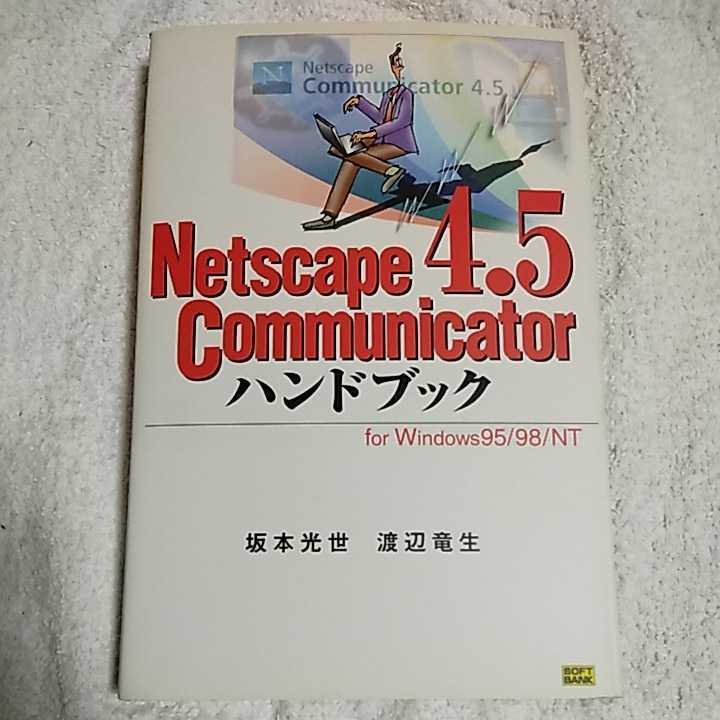 N
Netscape
Communicator 4.5
Netscape 4.5
Communicator
ハンドブック
for Windows95/98/NT
坂本光世 渡辺竜生
SOFT
BANK